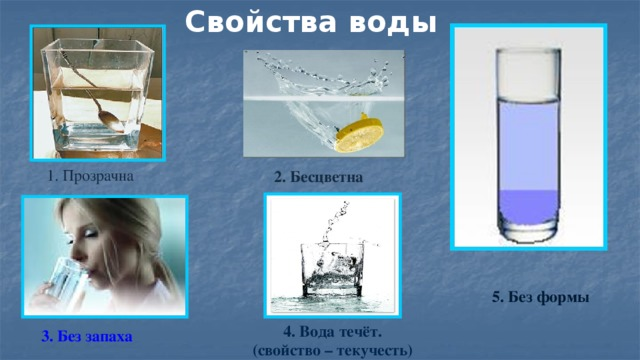 Свойства воды
1. Прозрачна
2. Бесцветна
3. Без запаха
4. Вода течёт.
(свойство – текучесть)
5. Без формы